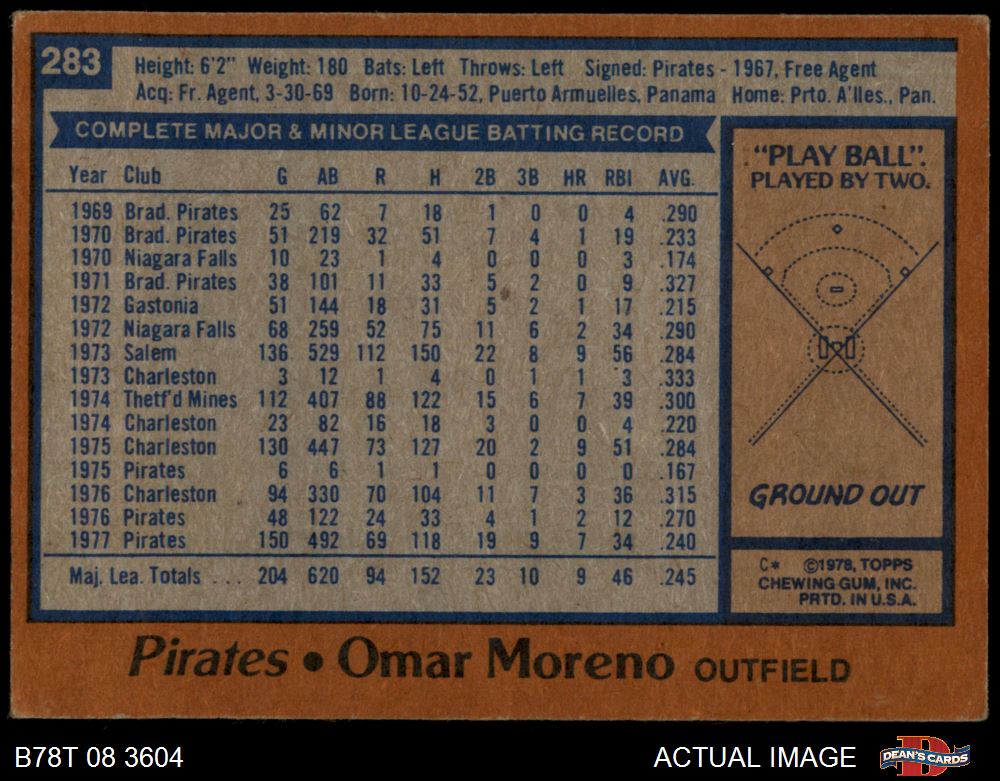 283
Height: 6'2" Weight: 180 Bats: Left Throws: Left Signed: Pirates - 1967, Free Agent
Acq: Fr. Agent, 3-30-69 Born: 10-24-52, Puerto Armuelles, Panama Home: Prto. A'lles., Pan.
COMPLETE MAJOR & MINOR LEAGUE BATTING RECORD
Year Club G AB R H 2B 3B HR RBI AVG.
1969 Brad. Pirates 25 62 7 18 1 0 0 4 .290
1970 Brad. Pirates 51 219 32 51 7 4 1 19 .233
1970 Niagara Falls 10 23 1 4 0 0 0 3 .174
1971 Brad. Pirates 38 101 11 33 5 2 0 9 .327
1972 Gastonia 51 144 18 31 5 2 1 17 .215
1972 Niagara Falls 68 259 52 75 11 6 2 34 .290
1973 Salem 136 529 112 150 22 8 9 56 .284
1973 Charleston 3 12 1 4 0 1 1 3 .333
1974 Thetf'd Mines 112 407 88 122 15 6 7 39 .300
1974 Charleston 23 82 16 18 3 0 0 4 .220
1975 Charleston 130 447 73 127 20 2 9 51 .284
1975 Pirates 6 6 1 1 0 0 0 0 .167
1976 Charleston 94 330 70 104 11 7 3 36 .315
1976 Pirates 48 122 24 33 4 1 2 12 .270
1977 Pirates 150 492 69 118 19 9 7 34 .240
Maj. Lea. Totals ... 204 620 94 152 23 10 9 46 .245
"PLAY BALL".
PLAYED BY TWO.
GROUND OUT
C* ©1978, TOPPS
CHEWING GUM, INC.
PRTD. IN U.S.A.
Pirates • Omar Moreno OUTFIELD
B78T 08 3604
ACTUAL IMAGE
DEAN'S CARDS